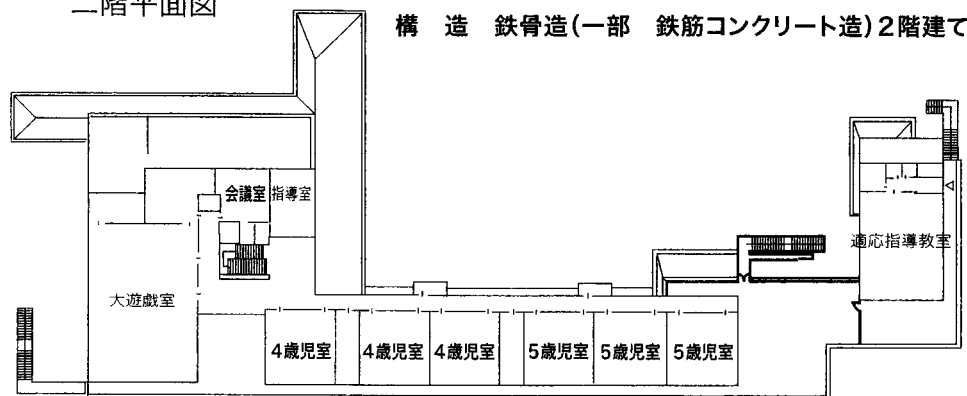 二階平面図
構 造 鉄骨造(一部 鉄筋コンクリート造)2階建て
会議室 指導室
適応指導教室
大遊戯室
4歳児室 4歳児室 4歳児室 5歳児室 5歳児室 5歳児室